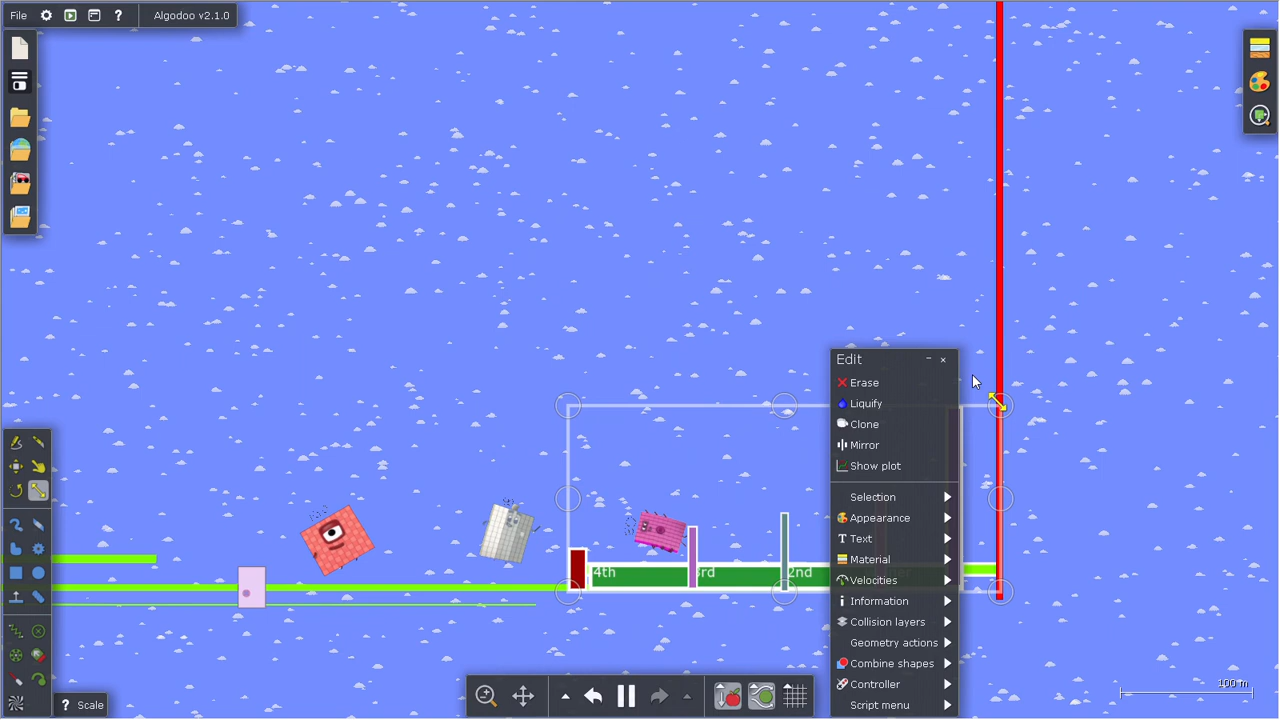 File
?
Algodoo v2.1.0
Edit
Erase
Liquify
Clone
Mirror
Show plot
Selection
Appearance
Text
Material
Velocities
Information
Collision layers
Geometry actions
Combine shapes
Controller
Script menu
4th
rd
2nd
100 m
? Scale